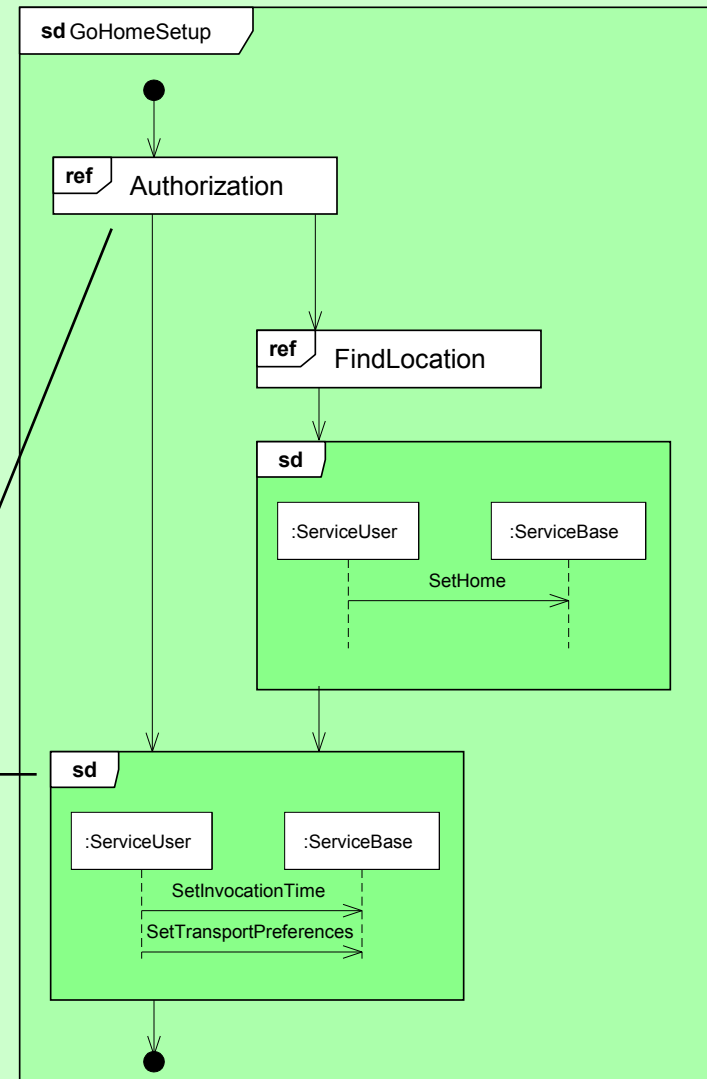 sd GoHomeSetup
ref
Authorization
ref
FindLocation
sd
:ServiceUser
:ServiceBase
SetHome
sd
:ServiceUser
:ServiceBase
SetInvocationTime
SetTransportPreferences